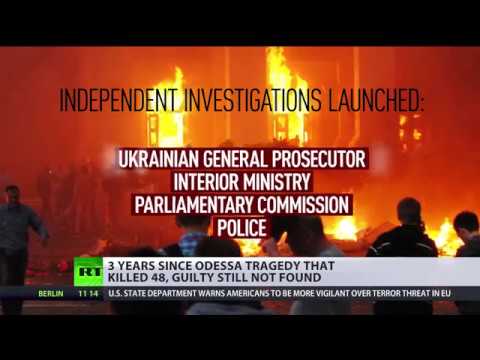 INDEPENDENT INVESTIGATIONS LAUNCHED:
UKRAINIAN GENERAL PROSECUTOR
INTERIOR MINISTRY
PARLIAMENTARY COMMISSION
POLICE
RT
3 YEARS SINCE ODESSA TRAGEDY THAT
KILLED 48, GUILTY STILL NOT FOUND
BERLIN 11 14 U.S. STATE DEPARTMENT WARNS AMERICANS TO BE MORE VIGILANT OVER TERROR THREAT IN EU